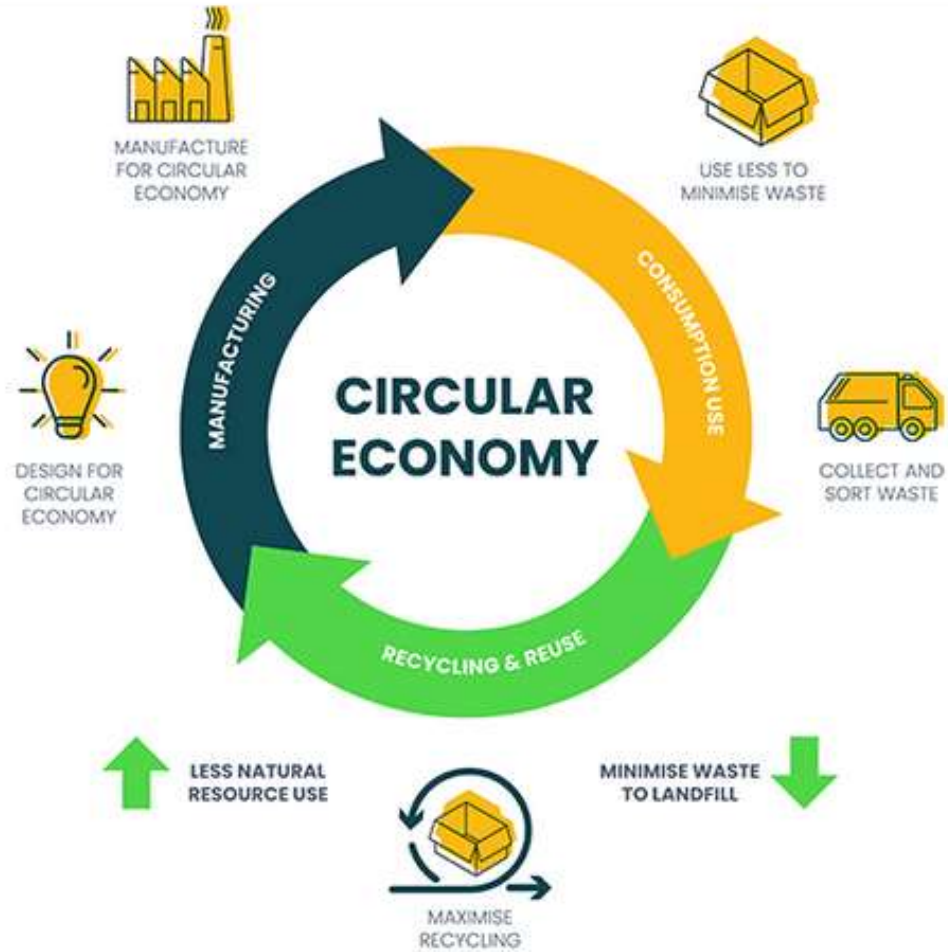 MANUFACTURE
FOR CIRCULAR
ECONOMY
USE LESS TO
MINIMISE WASTE
MANUFACTURING
CONSUMPTION USE
CIRCULAR
ECONOMY
DESIGN FOR
CIRCULAR
ECONOMY
COLLECT AND
SORT WASTE
RECYCLING & REUSE
LESS NATURAL
RESOURCE USE
MINIMISE WASTE
TO LANDFILL
MAXIMISE
RECYCLING